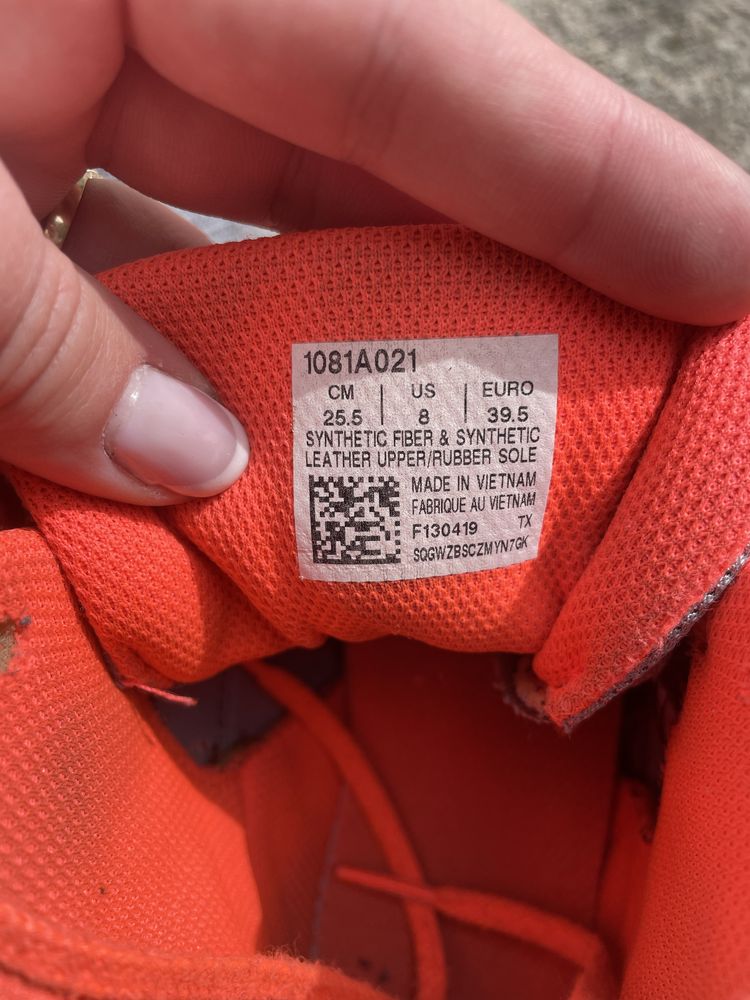 1081A021
CM | US | EURO
25.5 | 8 | 39.5
SYNTHETIC FIBER & SYNTHETIC
LEATHER UPPER/RUBBER SOLE
MADE IN VIETNAM
FABRIQUE AU VIETNAM
F130419 TX
SQGWZBSCZMYN7GK